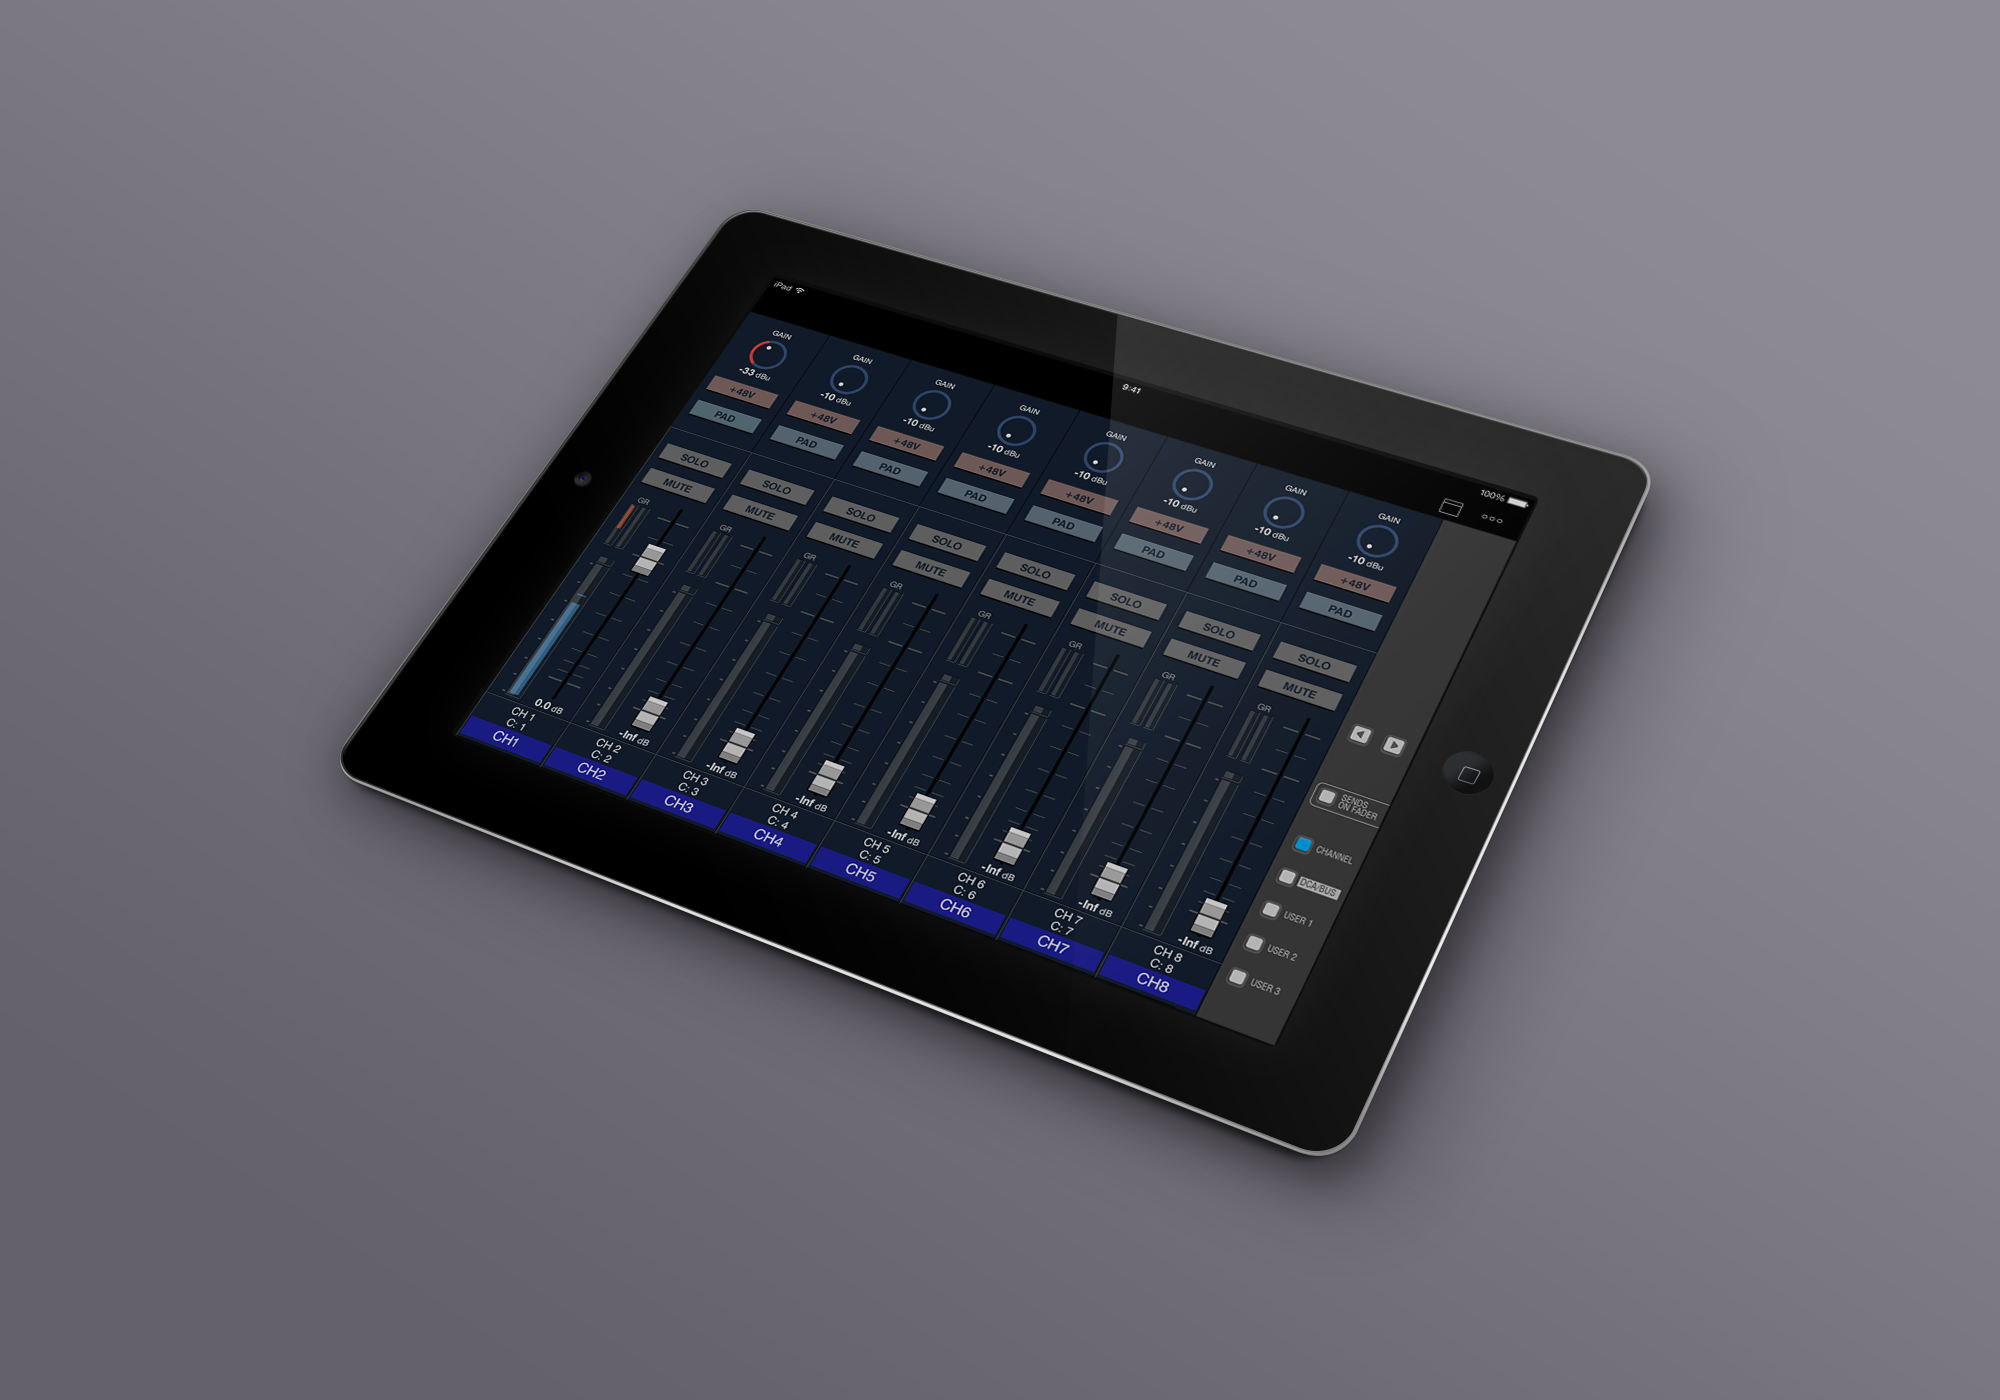 iPad
9:41
100%
GAIN GAIN GAIN GAIN GAIN GAIN GAIN GAIN
-33 dBu -10 dBu -10 dBu -10 dBu -10 dBu -10 dBu -10 dBu -10 dBu
+48V +48V +48V +48V +48V +48V +48V +48V
PAD PAD PAD PAD PAD PAD PAD PAD
SOLO SOLO SOLO SOLO SOLO SOLO SOLO SOLO
MUTE MUTE MUTE MUTE MUTE MUTE MUTE MUTE
GR GR GR GR GR GR GR GR
0.0 dB -Inf dB -Inf dB -Inf dB -Inf dB -Inf dB -Inf dB -Inf dB
CH 1 CH 2 CH 3 CH 4 CH 5 CH 6 CH 7 CH 8
C: 1 C: 2 C: 3 C: 4 C: 5 C: 6 C: 7 C: 8
CH1 CH2 CH3 CH4 CH5 CH6 CH7 CH8
SENDS
ON FADER
CHANNEL
DCA/BUS
USER 1
USER 2
USER 3